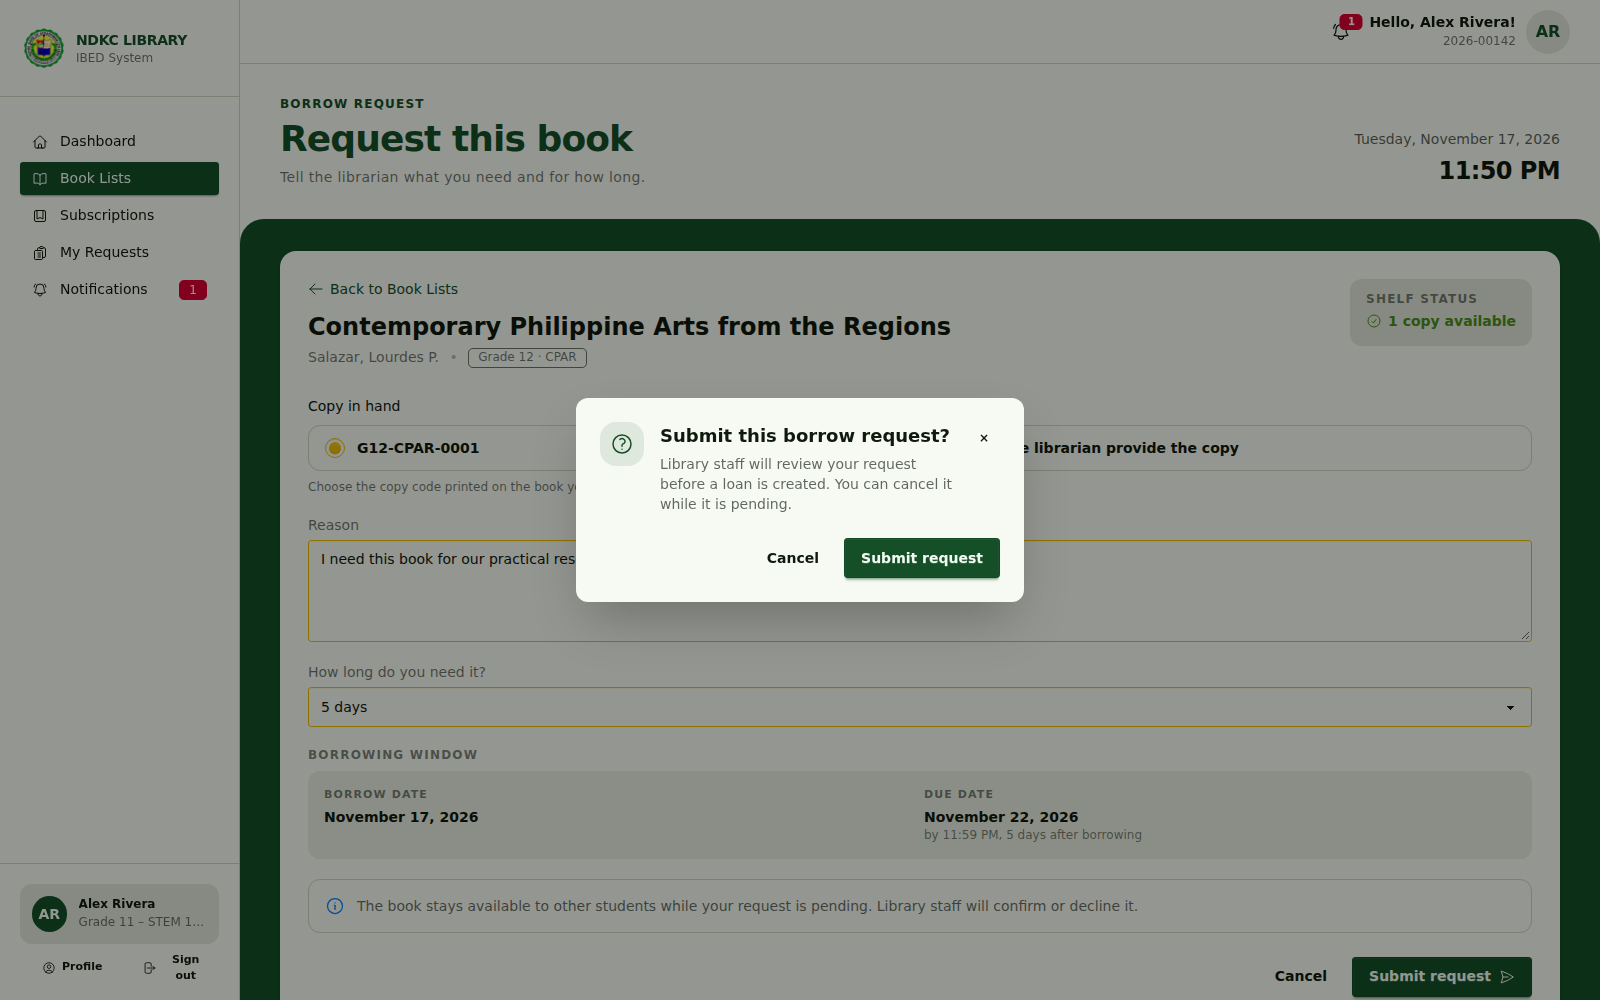 NDKC LIBRARY
IBED System
Dashboard
Book Lists
Subscriptions
My Requests
Notifications
1
Alex Rivera
AR
Grade 11 – STEM 1...
Profile
Sign
out
1
Hello, Alex Rivera!
2026-00142
AR
BORROW REQUEST
Request this book
Tell the librarian what you need and for how long.
Tuesday, November 17, 2026
11:50 PM
Back to Book Lists
Contemporary Philippine Arts from the Regions
Salazar, Lourdes P. • Grade 12 · CPAR
SHELF STATUS
1 copy available
Copy in hand
G12-CPAR-0001
librarian provide the copy
Choose the copy code printed on the book
Reason
I need this book for our practical
How long do you need it?
5 days
BORROWING WINDOW
BORROW DATE
November 17, 2026
DUE DATE
November 22, 2026
by 11:59 PM, 5 days after borrowing
The book stays available to other students while your request is pending. Library staff will confirm or decline it.
Cancel
Submit request
Submit this borrow request?
×
Library staff will review your request
before a loan is created. You can cancel it
while it is pending.
Cancel
Submit request